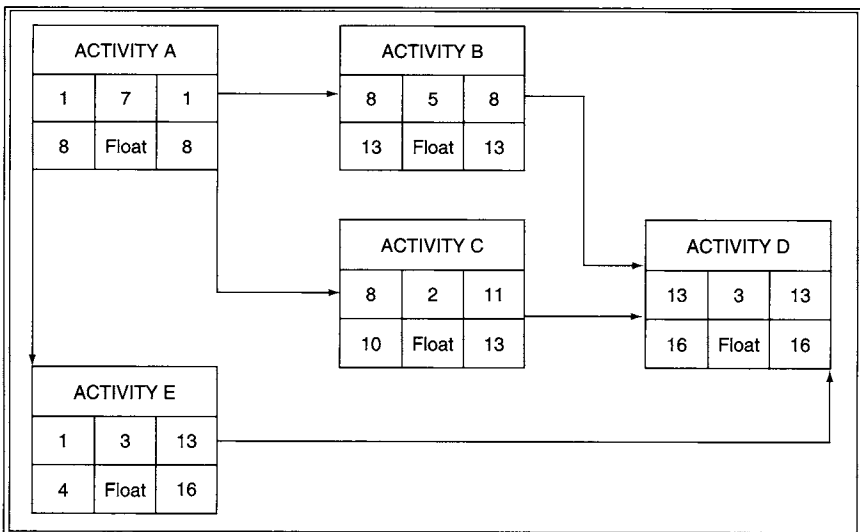 ACTIVITY A
1 7 1
8 Float 8
ACTIVITY B
8 5 8
13 Float 13
ACTIVITY C
8 2 11
10 Float 13
ACTIVITY D
13 3 13
16 Float 16
ACTIVITY E
1 3 13
4 Float 16